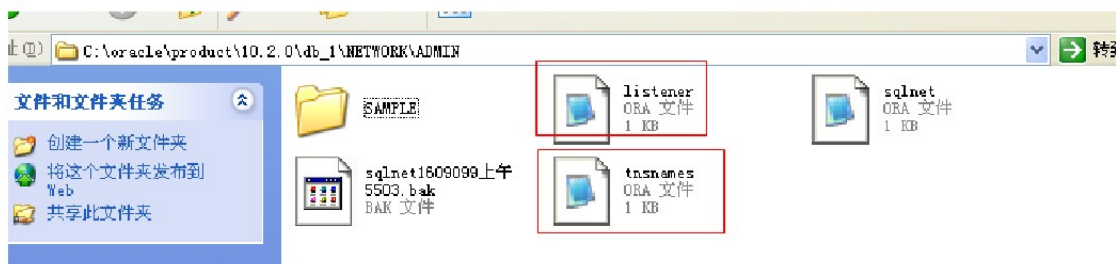 址(D) C:\oracle\product\10.2.0\db_1\NETWORK\ADMIN 转到
文件和文件夹任务
创建一个新文件夹
将这个文件夹发布到
Web
共享此文件夹
SAMPLE
listener
ORA 文件
1 KB
sqlnet
ORA 文件
1 KB
sqlnet1609099上午
5503.bak
BAK 文件
tnsnames
ORA 文件
1 KB